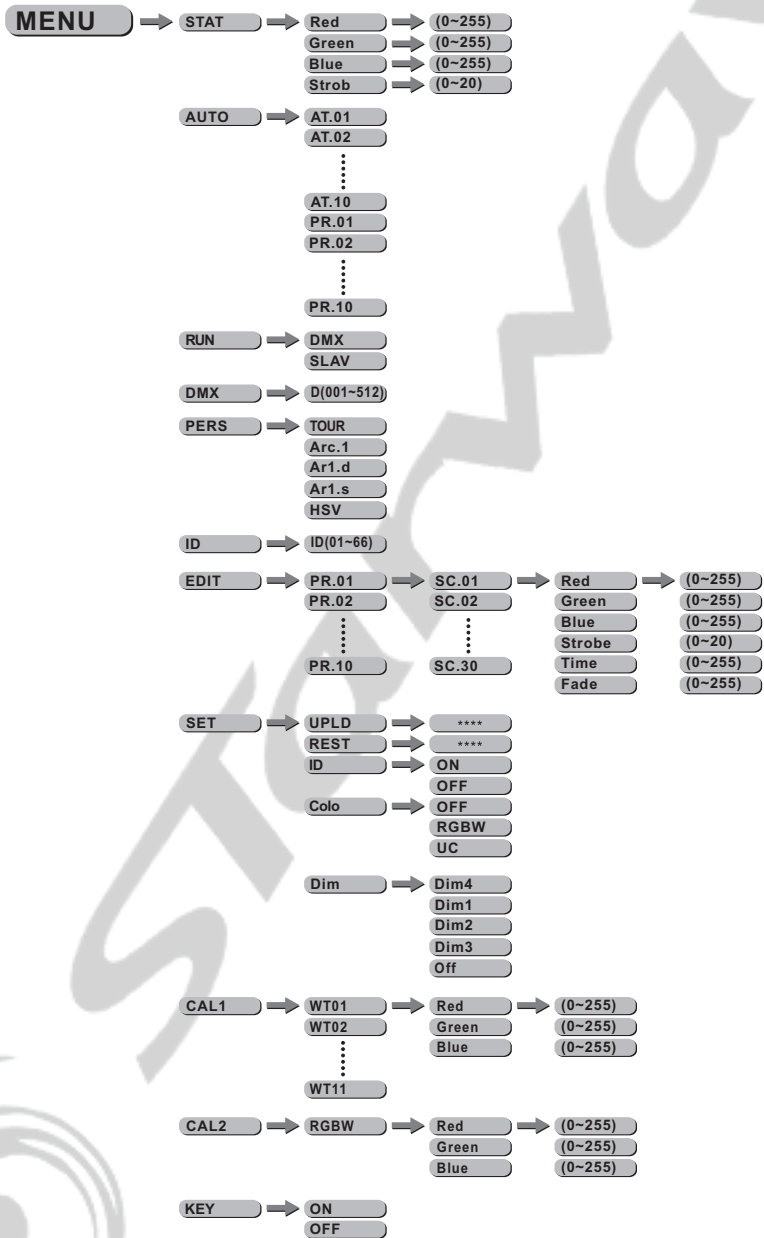 MENU STAT Red (0~255)
Green (0~255)
Blue (0~255)
Strob (0~20)
AUTO AT.01
AT.02
AT.10
PR.01
PR.02
PR.10
RUN DMX
SLAV
DMX D(001~512)
PERS TOUR
Arc.1
Ar1.d
Ar1.s
HSV
ID ID(01~66)
EDIT PR.01 SC.01 Red (0~255)
PR.02 SC.02 Green (0~255)
Blue (0~255)
Strobe (0~20)
PR.10 SC.30 Time (0~255)
Fade (0~255)
SET UPLD ****
REST ****
ID ON
OFF
Colo OFF
RGBW
UC
Dim Dim4
Dim1
Dim2
Dim3
Off
CAL1 WT01 Red (0~255)
WT02 Green (0~255)
Blue (0~255)
WT11
CAL2 RGBW Red (0~255)
Green (0~255)
Blue (0~255)
KEY ON
OFF